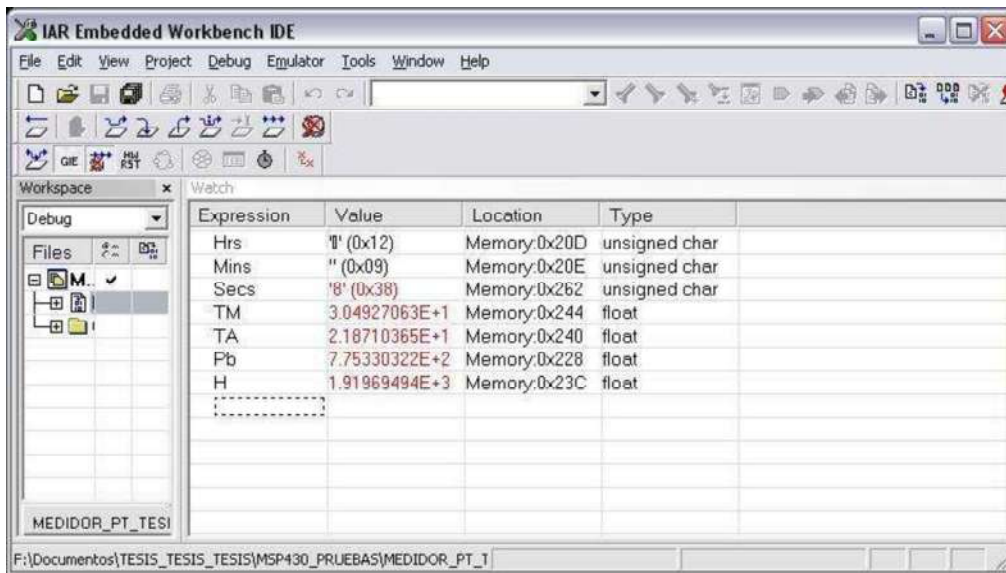 IAR Embedded Workbench IDE
File Edit View Project Debug Emulator Tools Window Help
GIE HW RST
Workspace
Watch
Debug
Expression Value Location Type
Files
Hrs (0x12) Memory:0x20D unsigned char
Mins '' (0x09) Memory:0x20E unsigned char
Secs '8' (0x38) Memory:0x262 unsigned char
TM 3.04927063E+1 Memory:0x244 float
TA 2.18710365E+1 Memory:0x240 float
Pb 7.75330322E+2 Memory:0x228 float
H 1.91969494E+3 Memory:0x23C float
M..
MEDIDOR_PT_TESI
F:\Documentos\TESIS_TESIS_TESIS\MSP430_PRUEBAS\MEDIDOR_PT_T